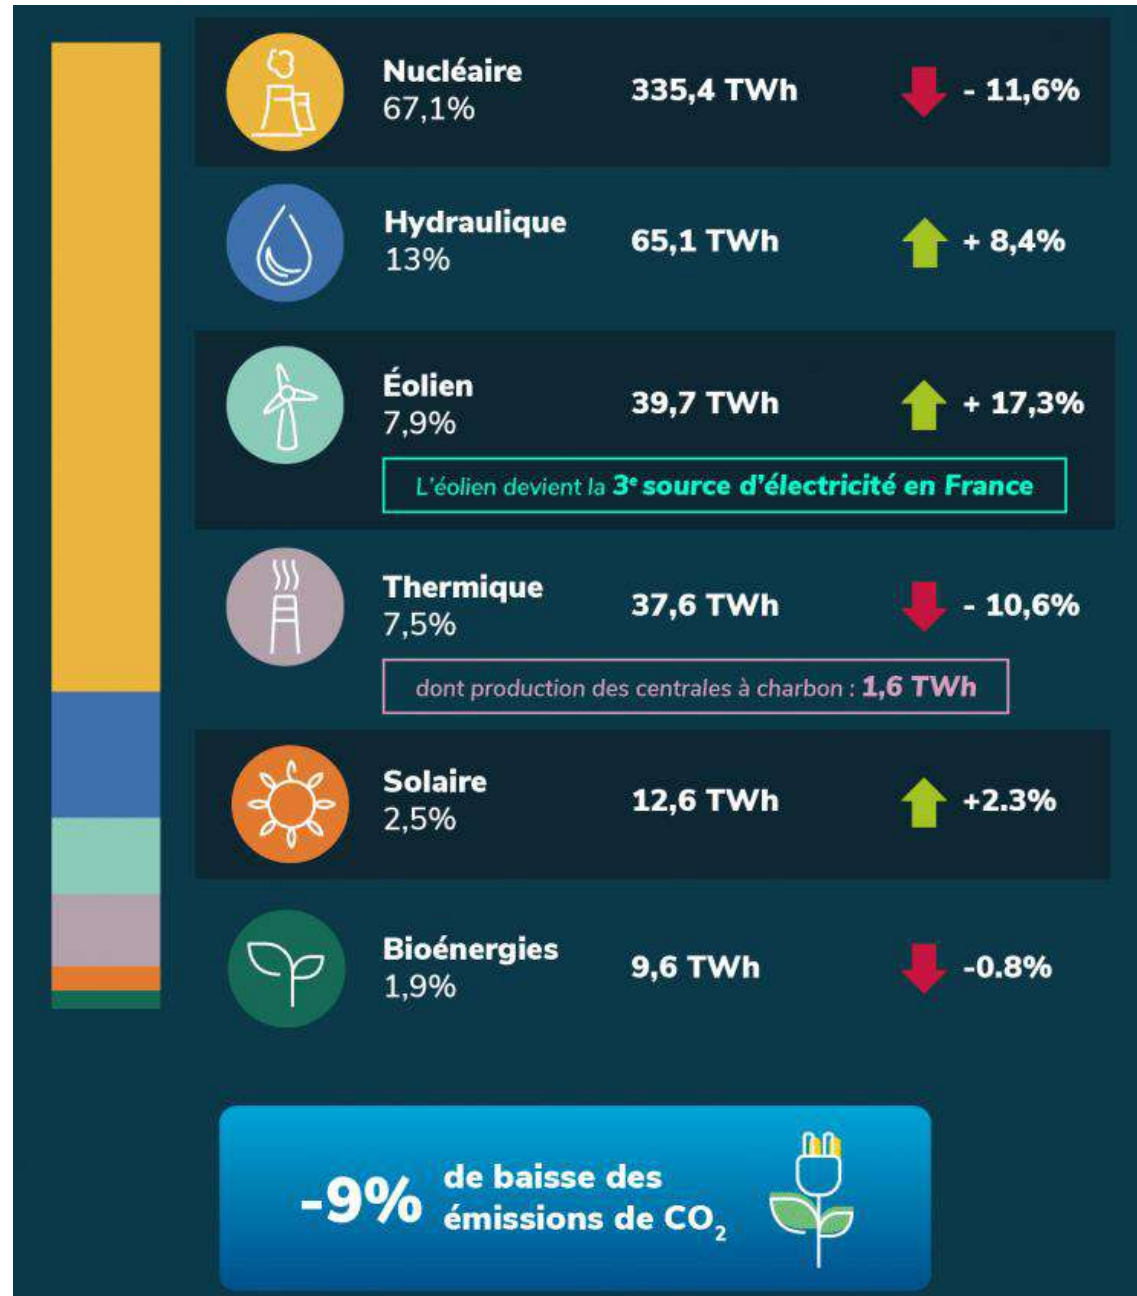 Nucléaire
67,1%
335,4 TWh
- 11,6%
Hydraulique
13%
65,1 TWh
+ 8,4%
Éolien
7,9%
39,7 TWh
+ 17,3%
L'éolien devient la 3e source d'électricité en France
Thermique
7,5%
37,6 TWh
- 10,6%
dont production des centrales à charbon : 1,6 TWh
Solaire
2,5%
12,6 TWh
+2.3%
Bioénergies
1,9%
9,6 TWh
-0.8%
-9%
de baisse des
émissions de CO₂